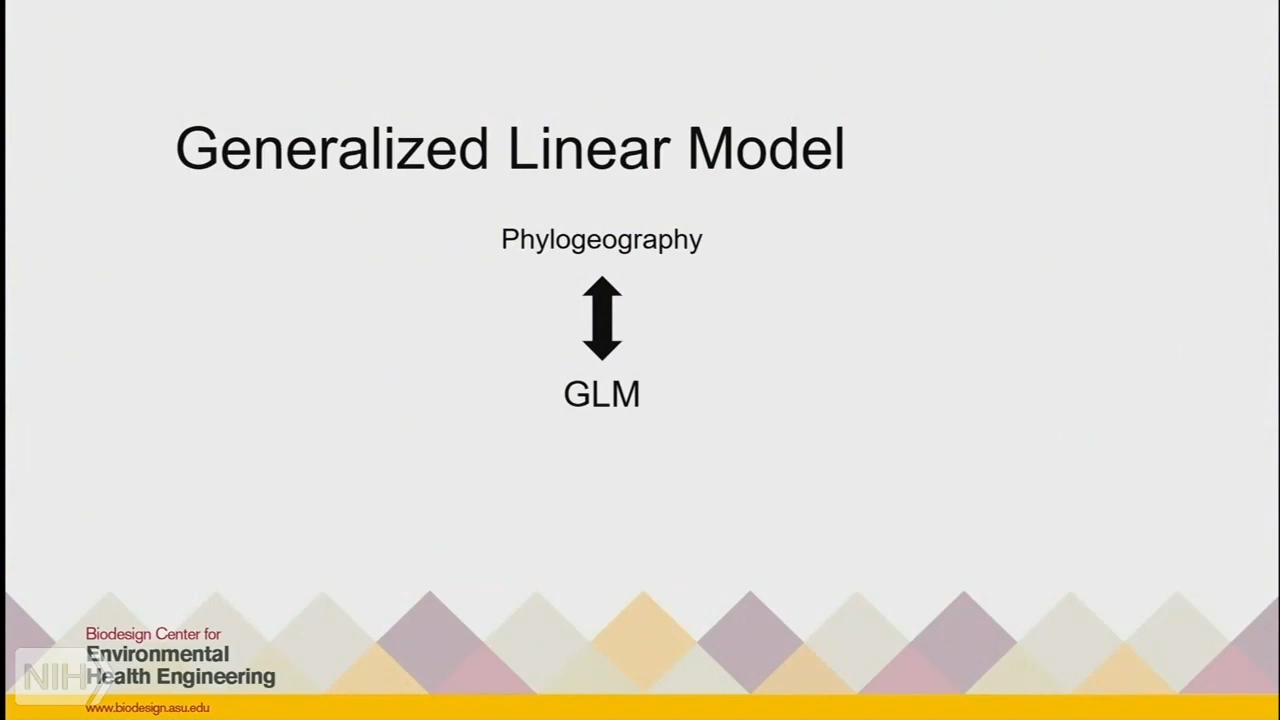 Generalized Linear Model
Phylogeography
GLM
Biodesign Center for
Environmental
Health Engineering
NIH
www.biodesign.asu.edu